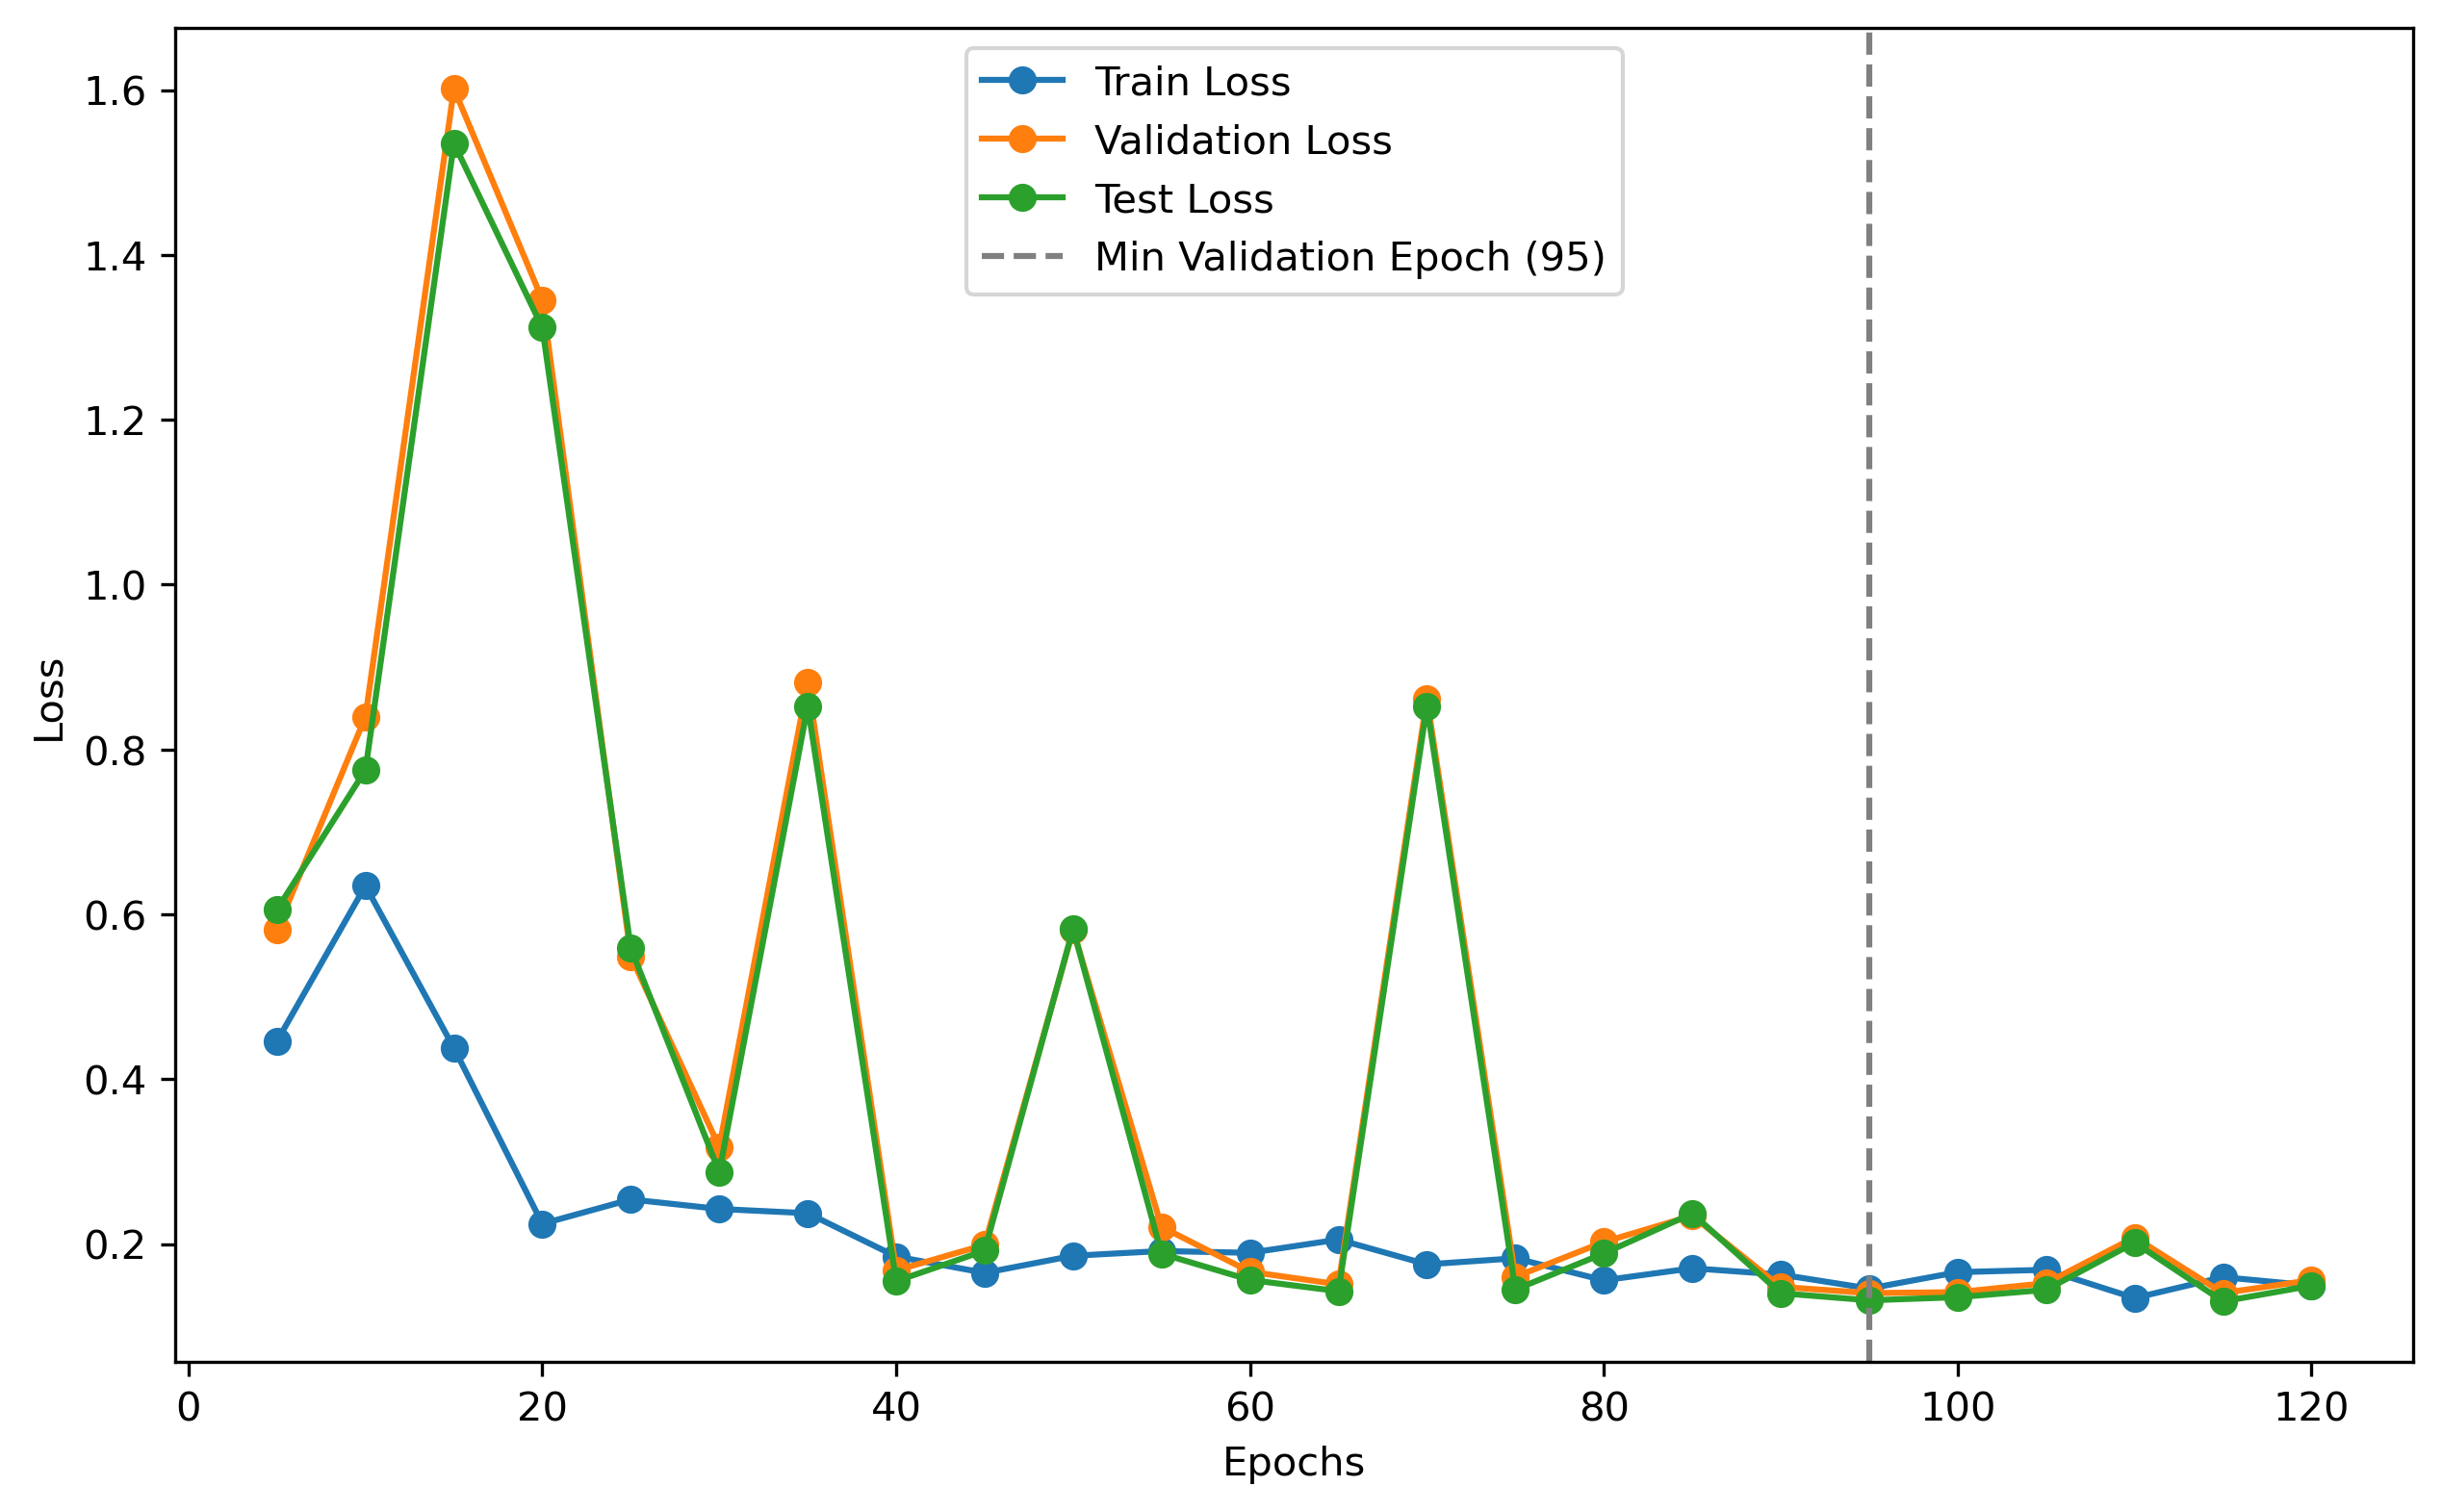 Train Loss
Validation Loss
Test Loss
Min Validation Epoch (95)
1.6
1.4
1.2
1.0
0.8
0.6
0.4
0.2
Loss
0 20 40 60 80 100 120
Epochs